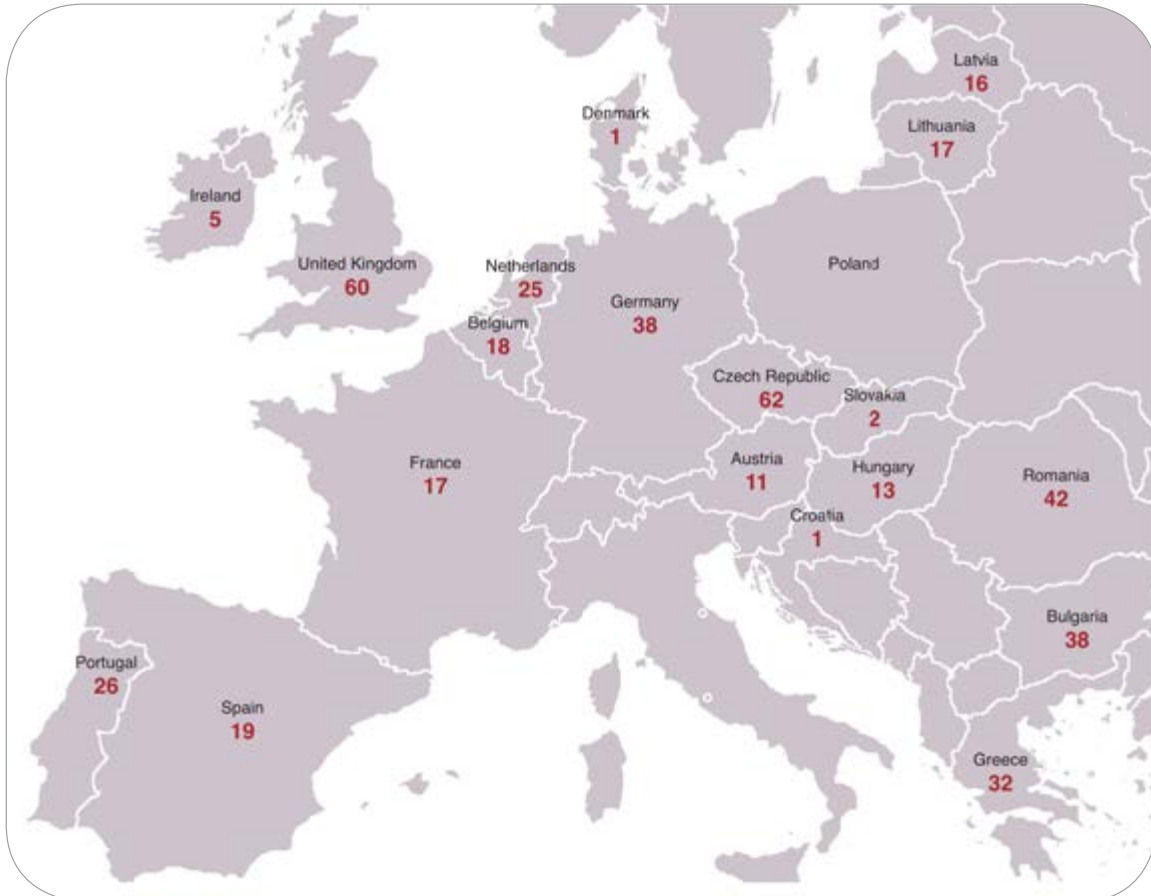 Latvia
16
Denmark
1
Lithuania
17
Ireland
5
United Kingdom
60
Netherlands
25
Poland
Germany
38
Belgium
18
Czech Republic
62
Slovakia
2
France
17
Austria
11
Hungary
13
Romania
42
Croatia
1
Bulgaria
38
Portugal
26
Spain
19
Greece
32